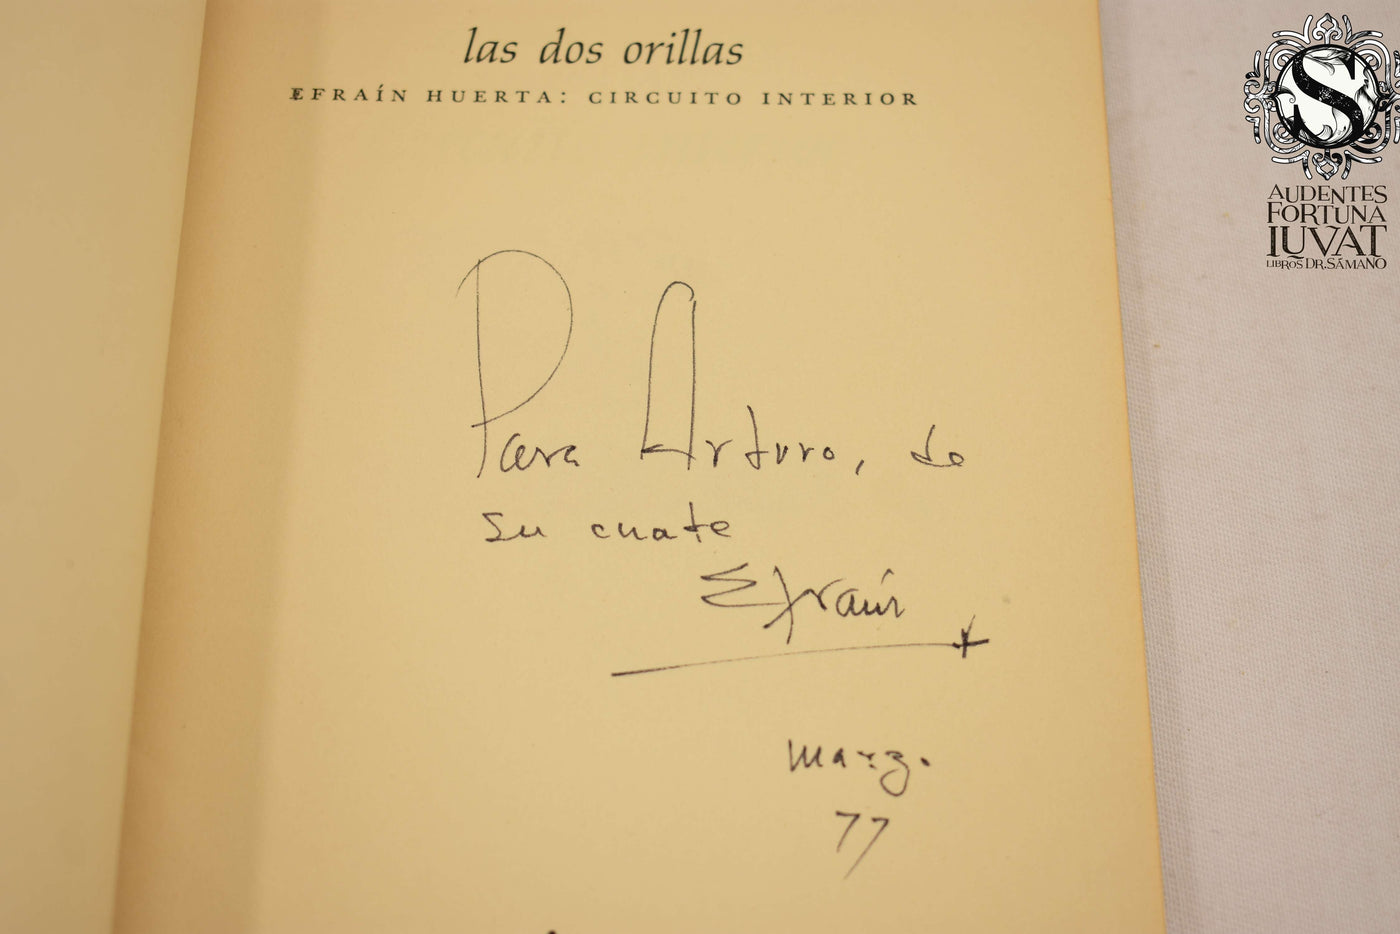 las dos orillas
EFRAÍN HUERTA: CIRCUITO INTERIOR
Para Arturo, de
su cuate
Efraín
marzo
77
S
AUDENTES
FORTUNA
IUVAT
LIBROS DR. SÁMANO